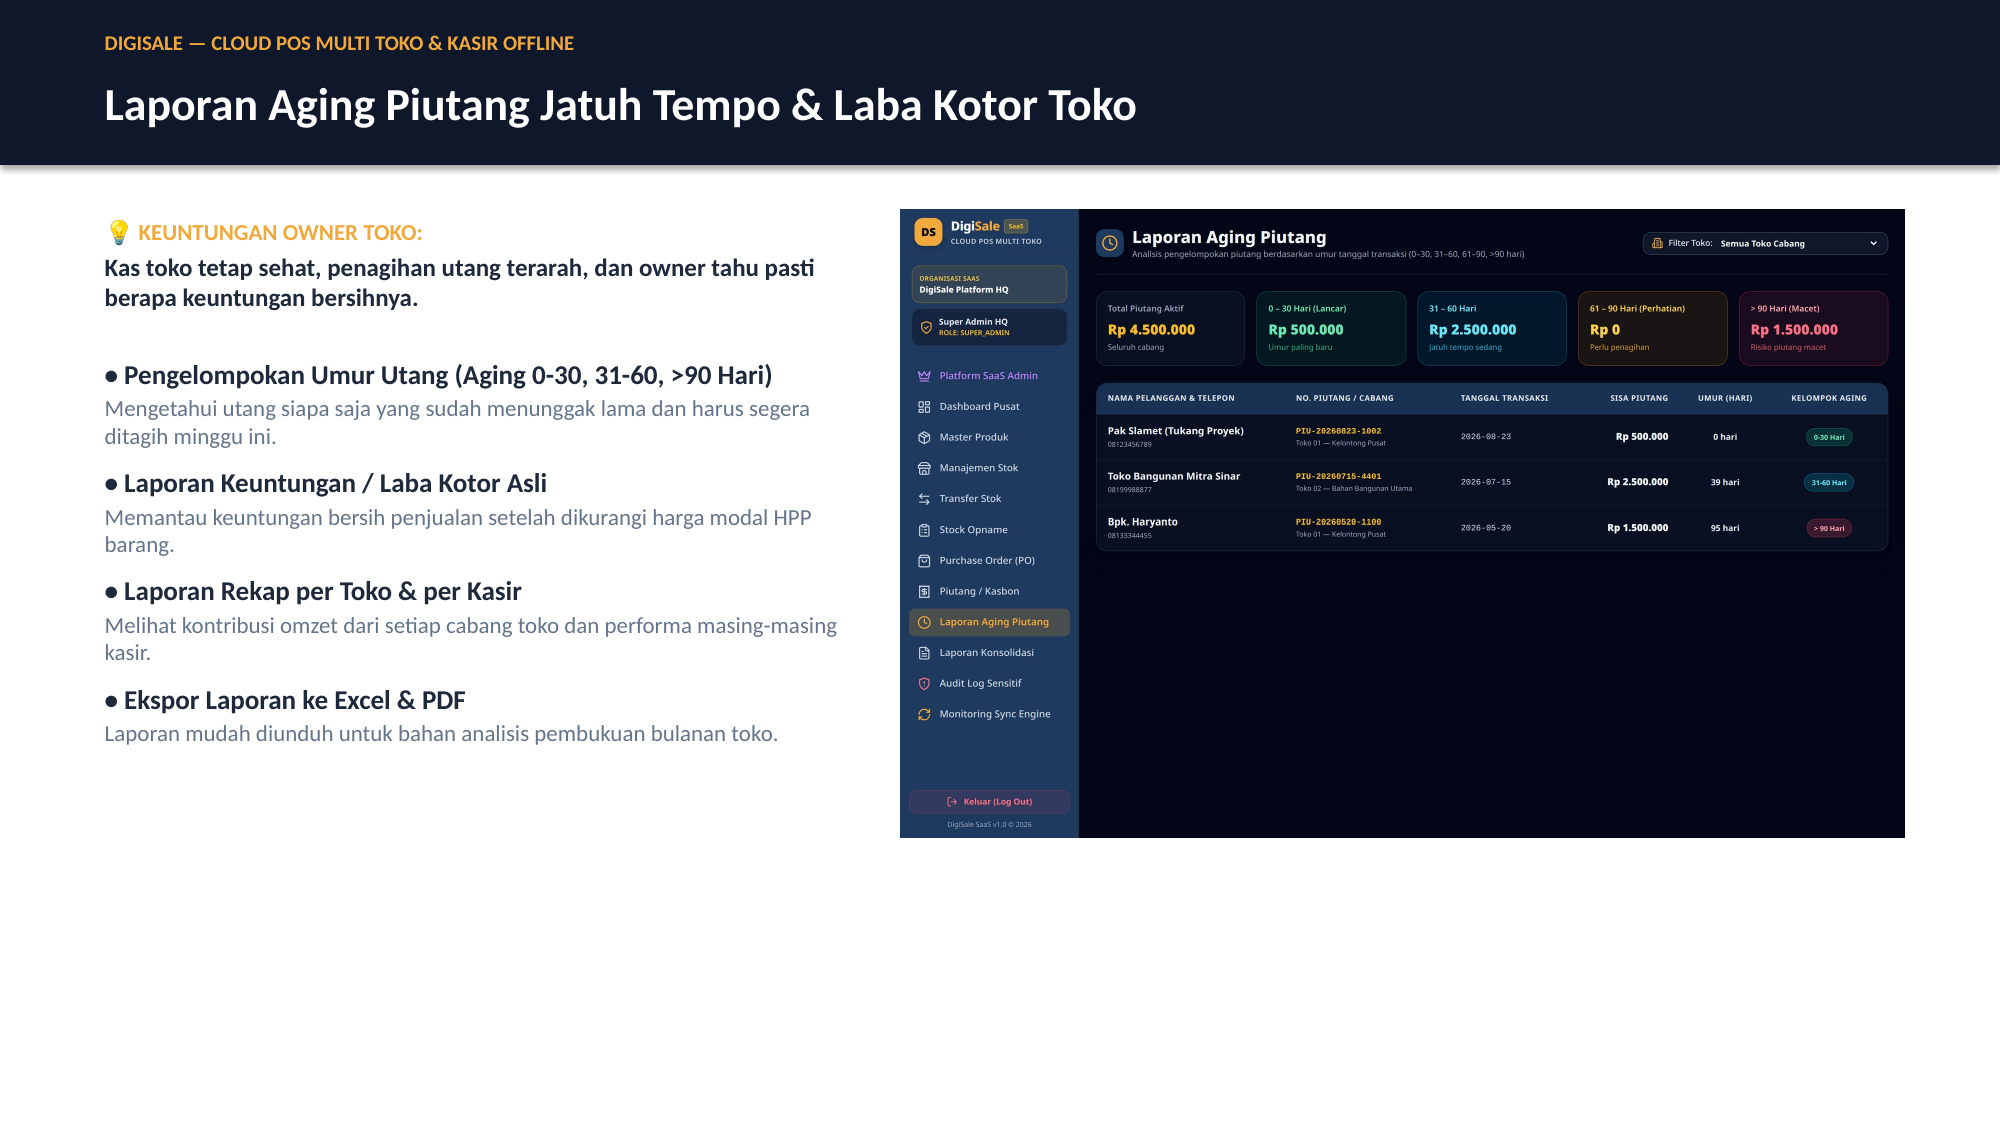 DIGISALE — CLOUD POS MULTI TOKO & KASIR OFFLINE
Laporan Aging Piutang Jatuh Tempo & Laba Kotor Toko
💡 KEUNTUNGAN OWNER TOKO:
Kas toko tetap sehat, penagihan utang terarah, dan owner tahu pasti
berapa keuntungan bersihnya.
● Pengelompokan Umur Utang (Aging 0-30, 31-60, >90 Hari)
Mengetahui utang siapa saja yang sudah menunggak lama dan harus segera
ditagih minggu ini.
● Laporan Keuntungan / Laba Kotor Asli
Memantau keuntungan bersih penjualan setelah dikurangi harga modal HPP
barang.
● Laporan Rekap per Toko & per Kasir
Melihat kontribusi omzet dari setiap cabang toko dan performa masing-masing
kasir.
● Ekspor Laporan ke Excel & PDF
Laporan mudah diunduh untuk bahan analisis pembukuan bulanan toko.
DS DigiSale SaaS
CLOUD POS MULTI TOKO
ORGANISASI SAAS
DigiSale Platform HQ
Super Admin HQ
ROLE: SUPER_ADMIN
Platform SaaS Admin
Dashboard Pusat
Master Produk
Manajemen Stok
Transfer Stok
Stock Opname
Purchase Order (PO)
Piutang / Kasbon
Laporan Aging Piutang
Laporan Konsolidasi
Audit Log Sensitif
Monitoring Sync Engine
Keluar (Log Out)
DigiSale SaaS v1.0 © 2026
Laporan Aging Piutang
Analisis pengelompokan piutang berdasarkan umur tanggal transaksi (0–30, 31–60, 61–90, >90 hari)
Filter Toko: Semua Toko Cabang
Total Piutang Aktif
Rp 4.500.000
Seluruh cabang
0 – 30 Hari (Lancar)
Rp 500.000
Umur paling baru
31 – 60 Hari
Rp 2.500.000
Jatuh tempo sedang
61 – 90 Hari (Perhatian)
Rp 0
Perlu penagihan
> 90 Hari (Macet)
Rp 1.500.000
Risiko piutang macet
NAMA PELANGGAN & TELEPON NO. PIUTANG / CABANG TANGGAL TRANSAKSI SISA PIUTANG UMUR (HARI) KELOMPOK AGING
Pak Slamet (Tukang Proyek) PIU-20260823-1002 2026-08-23 Rp 500.000 0 hari 0-30 Hari
08123456789 Toko 01 — Kelontong Pusat
Toko Bangunan Mitra Sinar PIU-20260715-4401 2026-07-15 Rp 2.500.000 39 hari 31-60 Hari
08199988877 Toko 02 — Bahan Bangunan Utama
Bpk. Haryanto PIU-20260520-1100 2026-05-20 Rp 1.500.000 95 hari > 90 Hari
08133344455 Toko 01 — Kelontong Pusat